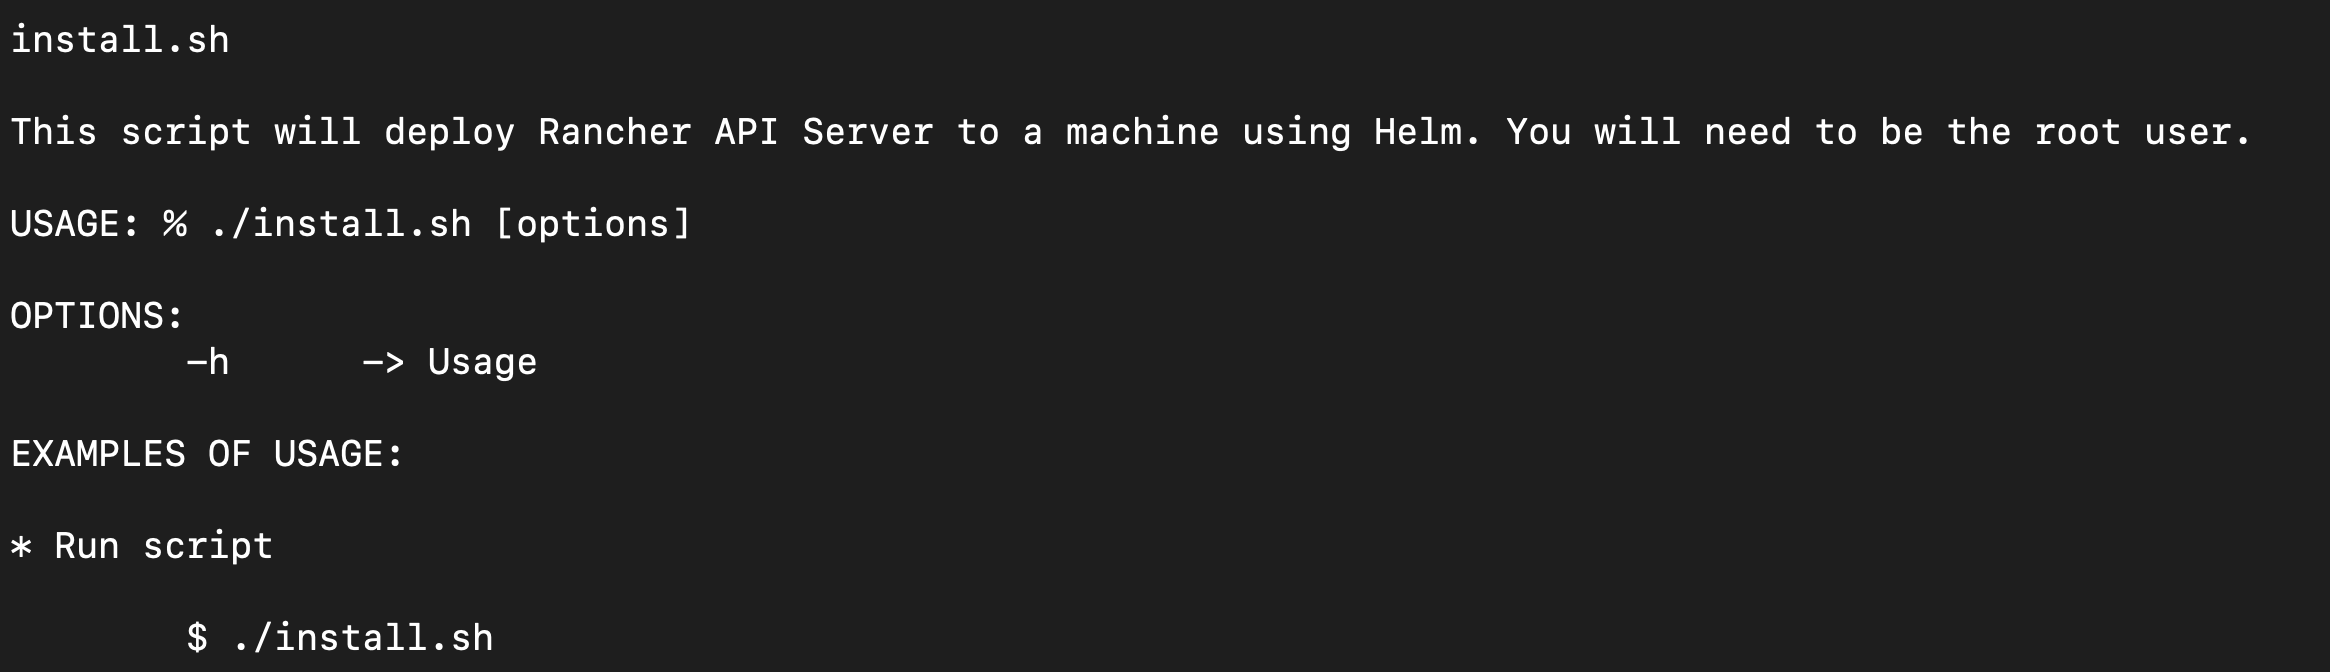 install.sh
This script will deploy Rancher API Server to a machine using Helm. You will need to be the root user.
USAGE: % ./install.sh [options]
OPTIONS:
-h -> Usage
EXAMPLES OF USAGE:
* Run script
$ ./install.sh